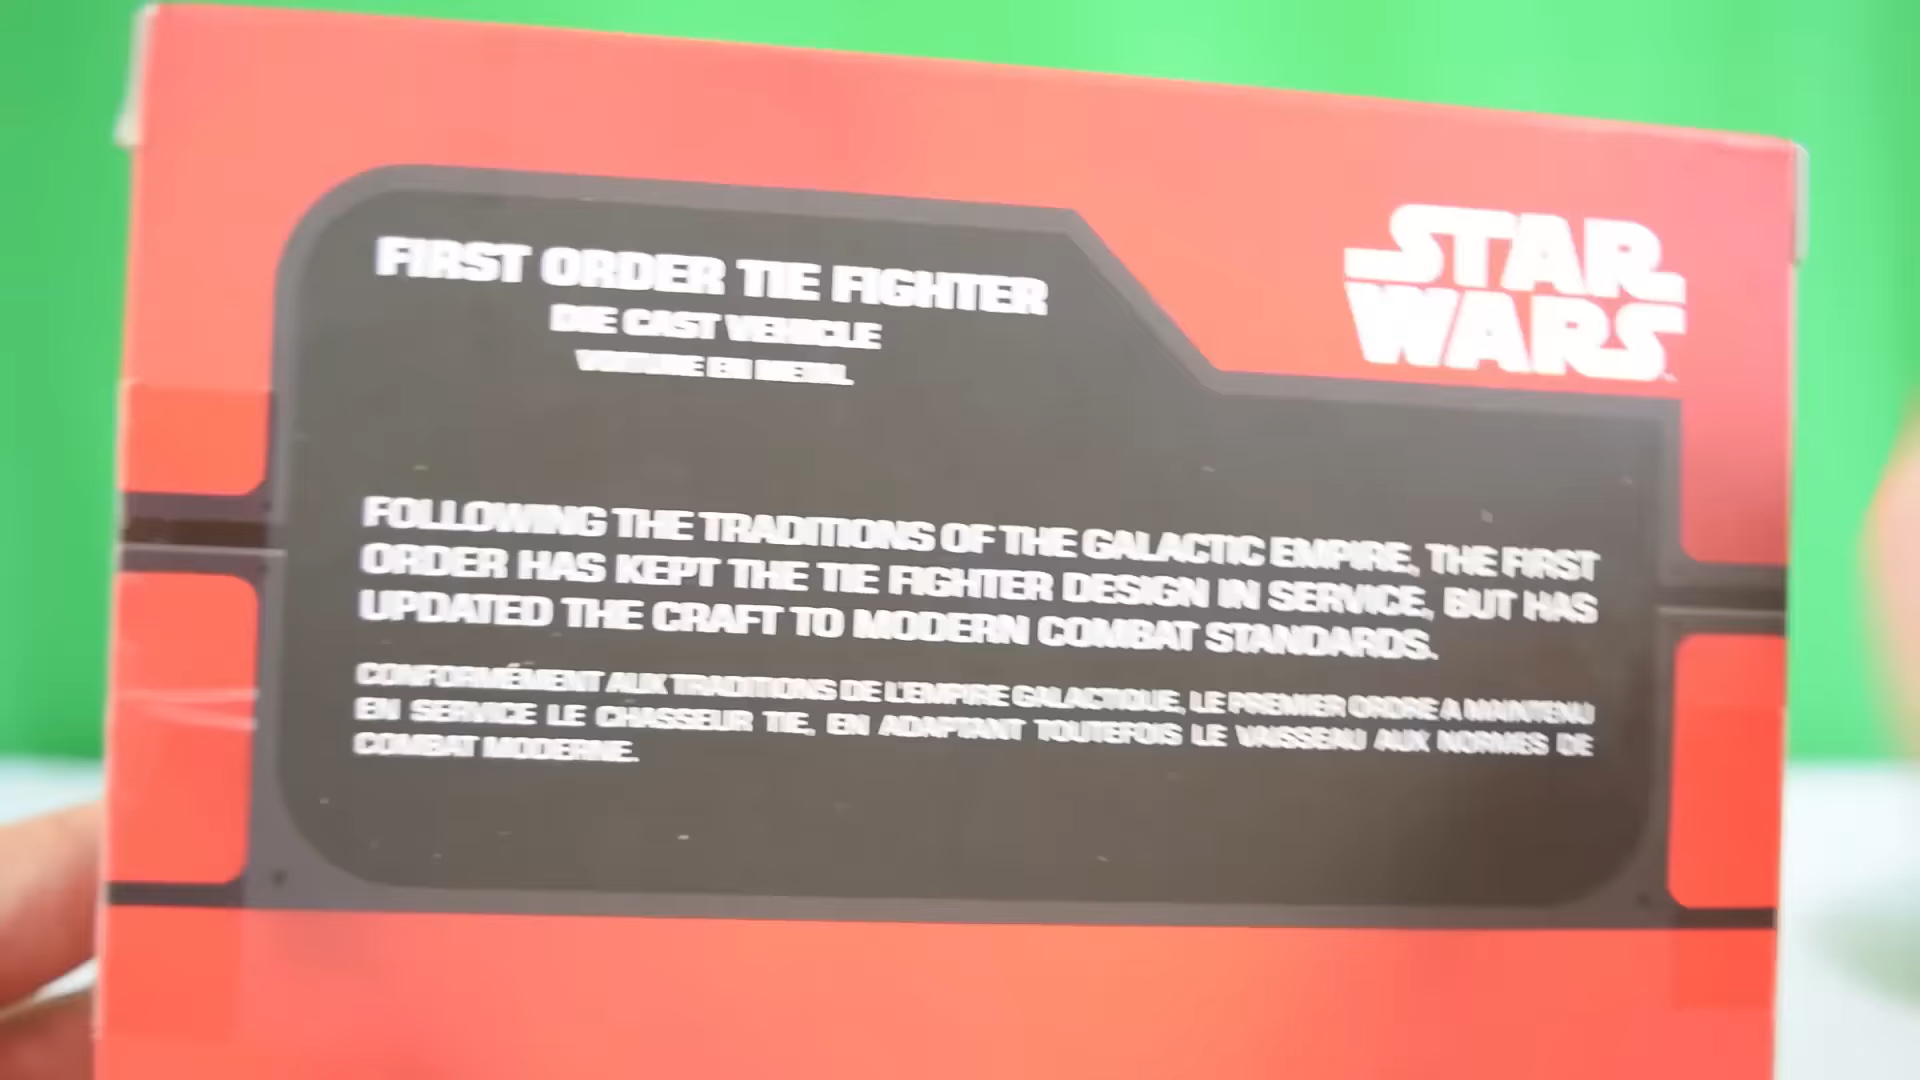 FIRST ORDER TIE FIGHTER
DIE CAST VEHICLE
VOITURE EN METAL
STAR
WARS
FOLLOWING THE TRADITIONS OF THE GALACTIC EMPIRE, THE FIRST
ORDER HAS KEPT THE TIE FIGHTER DESIGN IN SERVICE, BUT HAS
UPDATED THE CRAFT TO MODERN COMBAT STANDARDS.
CONFORMÉMENT AUX TRADITIONS DE L'EMPIRE GALACTIQUE, LE PREMIER ORDRE A MAINTENU
EN SERVICE LE CHASSEUR TIE, EN ADAPTANT TOUTEFOIS LE VAISSEAU AUX NORMES DE
COMBAT MODERNE.